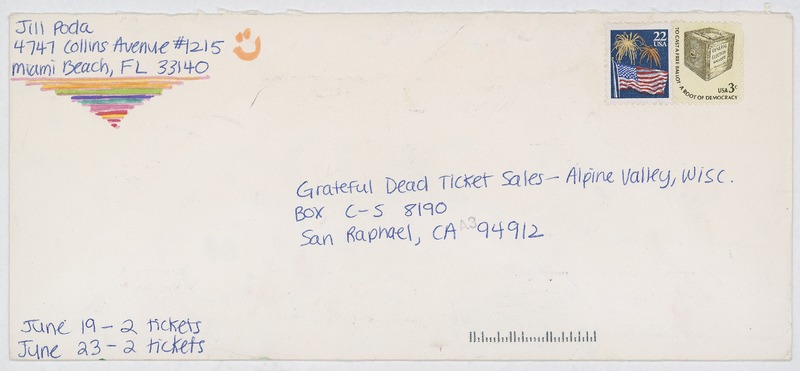 Jill Poda
4747 Collins Avenue #1215
Miami Beach, FL 33140
22
USA
TO CAST A FREE BALLOT · A ROOT OF DEMOCRACY
USA 3c
Grateful Dead Ticket Sales – Alpine Valley, Wisc.
Box C-S 8190
San Raphael, CA 94912
A3
June 19 – 2 tickets
June 23 – 2 tickets